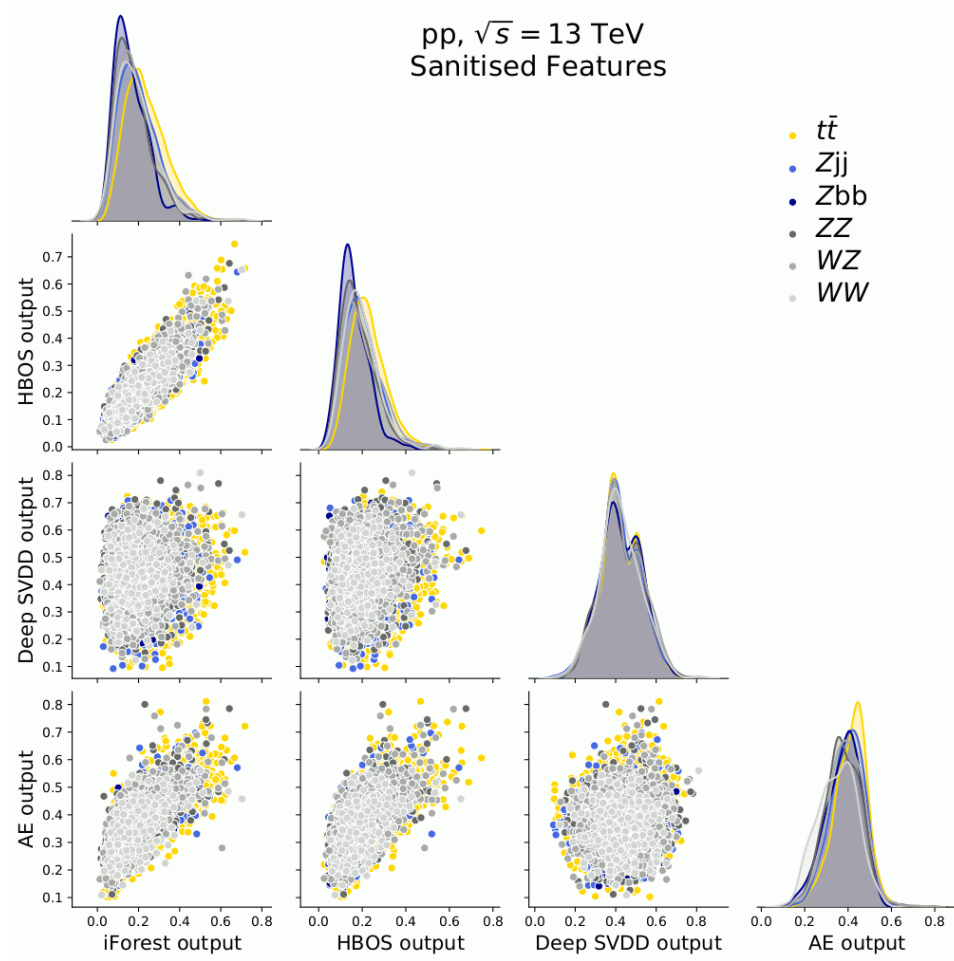 pp, √s = 13 TeV
Sanitised Features
tt̄
Zjj
Zbb
ZZ
WZ
WW
HBOS output
0.7
0.6
0.5
0.4
0.3
0.2
0.1
0.0
Deep SVDD output
0.8
0.7
0.6
0.5
0.4
0.3
0.2
0.1
AE output
0.8
0.7
0.6
0.5
0.4
0.3
0.2
0.1
0.0 0.2 0.4 0.6 0.8
iForest output
0.0 0.2 0.4 0.6 0.8
HBOS output
0.0 0.2 0.4 0.6 0.8
Deep SVDD output
0.0 0.2 0.4 0.6 0.8
AE output